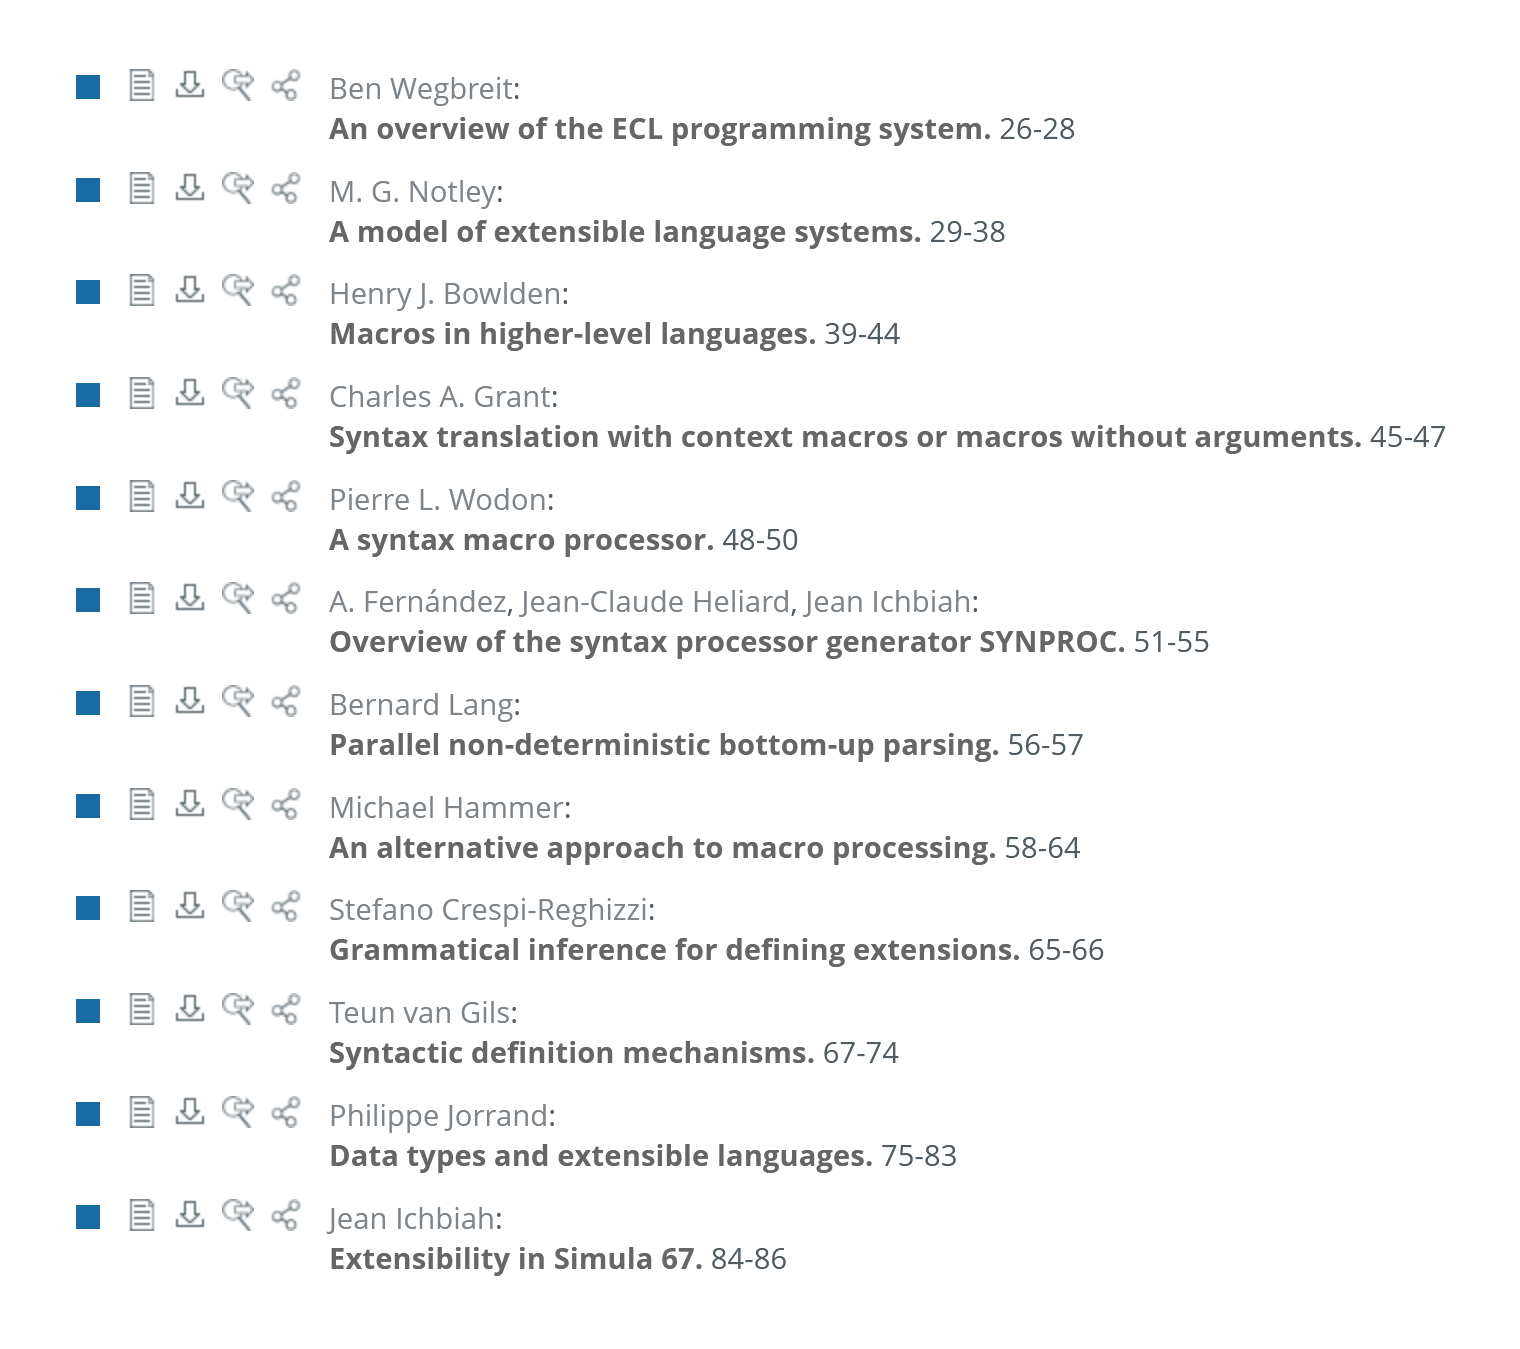 Ben Wegbreit:
An overview of the ECL programming system. 26-28
M. G. Notley:
A model of extensible language systems. 29-38
Henry J. Bowlden:
Macros in higher-level languages. 39-44
Charles A. Grant:
Syntax translation with context macros or macros without arguments. 45-47
Pierre L. Wodon:
A syntax macro processor. 48-50
A. Fernández, Jean-Claude Heliard, Jean Ichbiah:
Overview of the syntax processor generator SYNPROC. 51-55
Bernard Lang:
Parallel non-deterministic bottom-up parsing. 56-57
Michael Hammer:
An alternative approach to macro processing. 58-64
Stefano Crespi-Reghizzi:
Grammatical inference for defining extensions. 65-66
Teun van Gils:
Syntactic definition mechanisms. 67-74
Philippe Jorrand:
Data types and extensible languages. 75-83
Jean Ichbiah:
Extensibility in Simula 67. 84-86